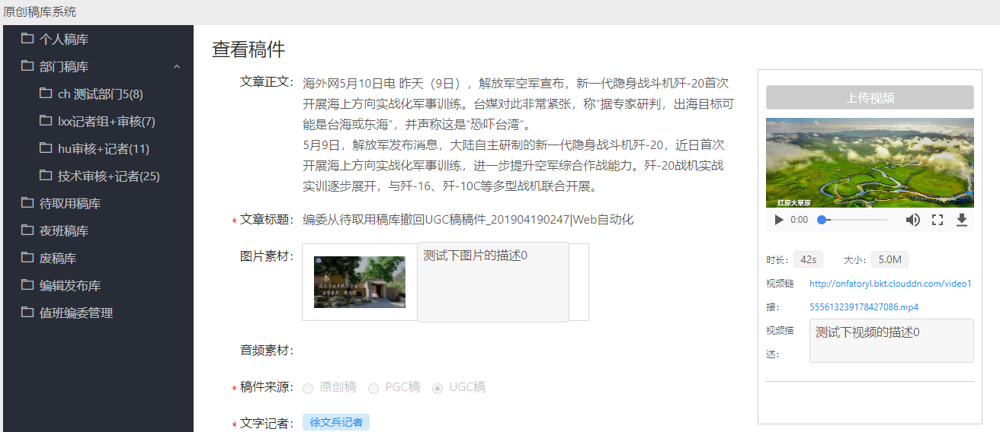 原创稿库系统
个人稿库
部门稿库
ch 测试部门5(8)
lxx记者组+审核(7)
hu审核+记者(11)
技术审核+记者(25)
待取用稿库
夜班稿库
废稿库
编辑发布库
值班编委管理
查看稿件
文章正文：
海外网5月10日电 昨天（9日），解放军空军宣布，新一代隐身战斗机歼-20首次
开展海上方向实战化军事训练。台媒对此非常紧张，称“据专家研判，出海目标可
能是台海或东海”，并声称这是“恐吓台湾”。
5月9日，解放军发布消息，大陆自主研制的新一代隐身战斗机歼-20，近日首次
开展海上方向实战化军事训练，进一步提升空军综合作战能力。歼-20战机实战
实训逐步展开，与歼-16、歼-10C等多型战机联合开展。
* 文章标题： 编委从待取用稿库撤回UGC稿稿件_201904190247|Web自动化
图片素材：
测试下图片的描述0
音频素材：
* 稿件来源： 原创稿 PGC稿 UGC稿
* 文字记者： 徐文兵记者
上传视频
红原大草原
0:00
时长： 42s 大小： 5.0M
视频链
接：
http://onfatoryl.bkt.clouddn.com/video1
555613239178427086.mp4
视频描
述：
测试下视频的描述0